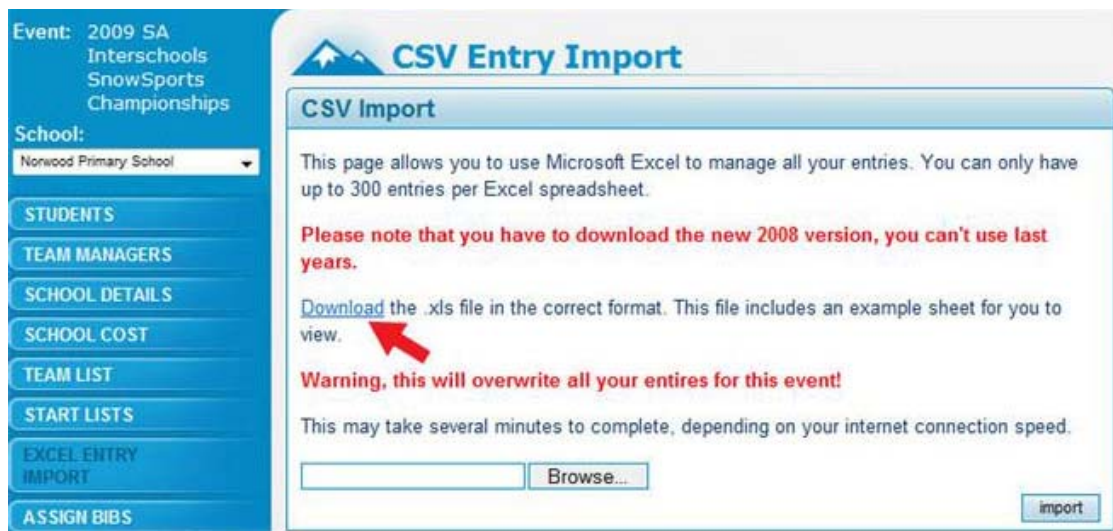 Event: 2009 SA
Interschools
SnowSports
Championships
School:
Norwood Primary School
STUDENTS
TEAM MANAGERS
SCHOOL DETAILS
SCHOOL COST
TEAM LIST
START LISTS
EXCEL ENTRY
IMPORT
ASSIGN BIBS
CSV Entry Import
CSV Import
This page allows you to use Microsoft Excel to manage all your entries. You can only have
up to 300 entries per Excel spreadsheet.
Please note that you have to download the new 2008 version, you can't use last
years.
Download the .xls file in the correct format. This file includes an example sheet for you to
view.
Warning, this will overwrite all your entires for this event!
This may take several minutes to complete, depending on your internet connection speed.
Browse...
import